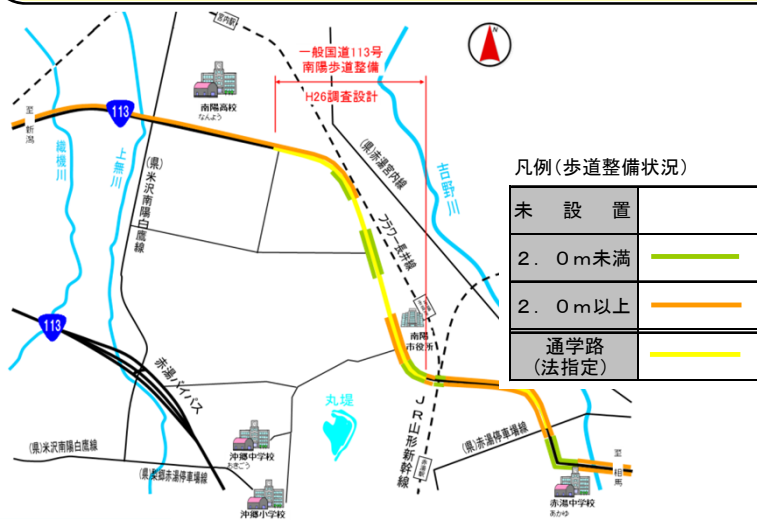 宮内駅
一般国道113号
南陽歩道整備
H26調査設計
南陽高校
なんよう
113
至 新潟
織機川
上無川
(県)米沢南陽白鷹線
(県)赤湯宮内線
吉野川
フラワー長井線
凡例(歩道整備状況)
未設置
2.0m未満
2.0m以上
通学路
(法指定)
113
赤湯バイパス
南陽
市役所
丸堤
JR山形新幹線
(県)赤湯停車場線
赤湯駅
至 相馬
(県)米沢南陽白鷹線
沖郷中学校
おきごう
(県)梨郷赤湯停車場線
沖郷小学校
赤湯中学校
あかゆ